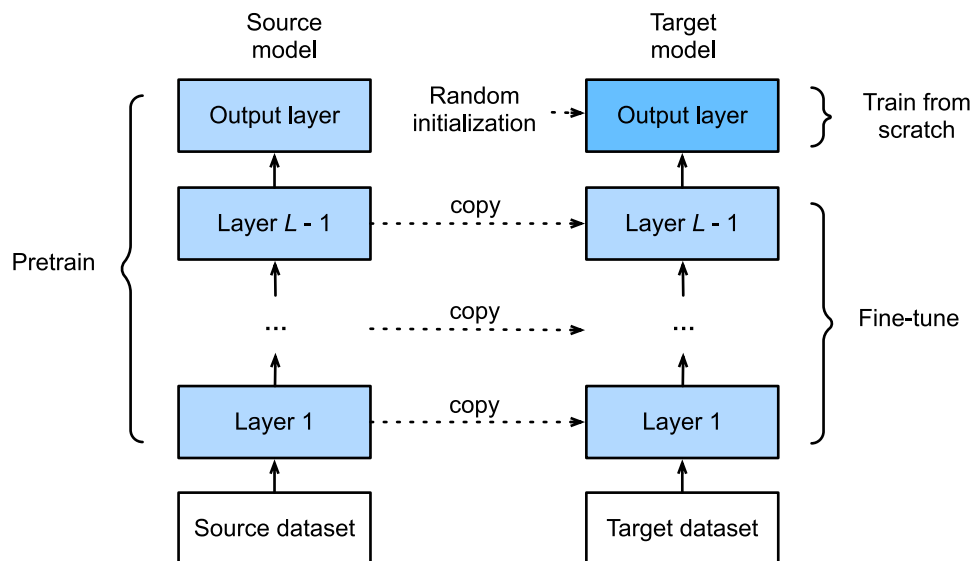 Source
model
Target
model
Output layer
Random
initialization
Output layer
Train from
scratch
Layer L - 1
copy
Layer L - 1
Pretrain
...
copy
...
Fine-tune
Layer 1
copy
Layer 1
Source dataset
Target dataset